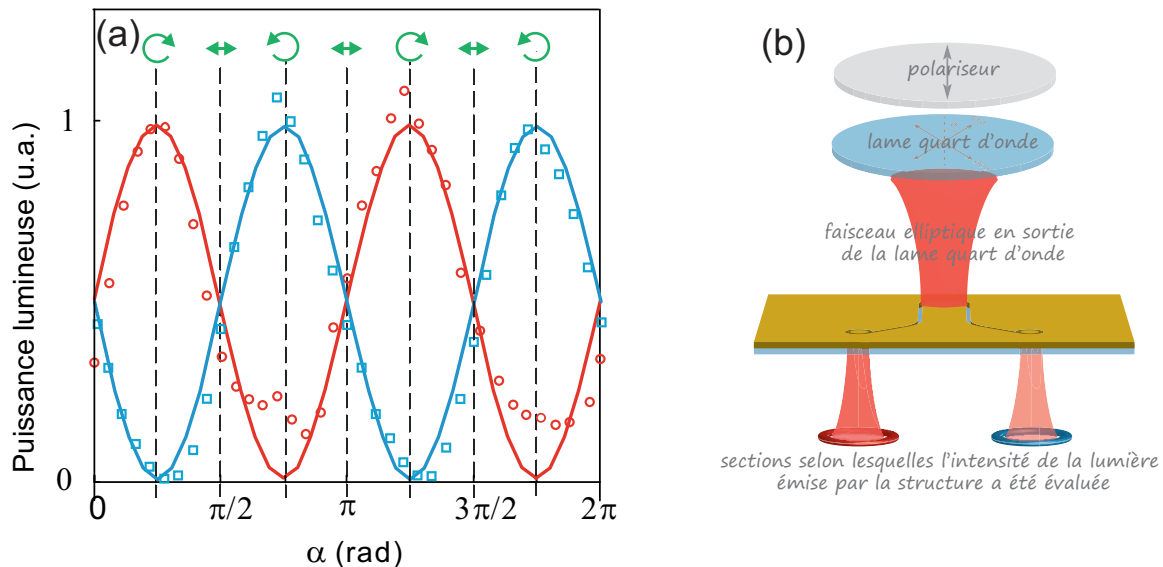 (a)
Puissance lumineuse (u.a.)
1
0
0
π/2
π
3π/2
2π
α (rad)
(b)
polariseur
lame quart d'onde
faisceau elliptique en sortie
de la lame quart d'onde
sections selon lesquelles l'intensité de la lumière
émise par la structure a été évaluée